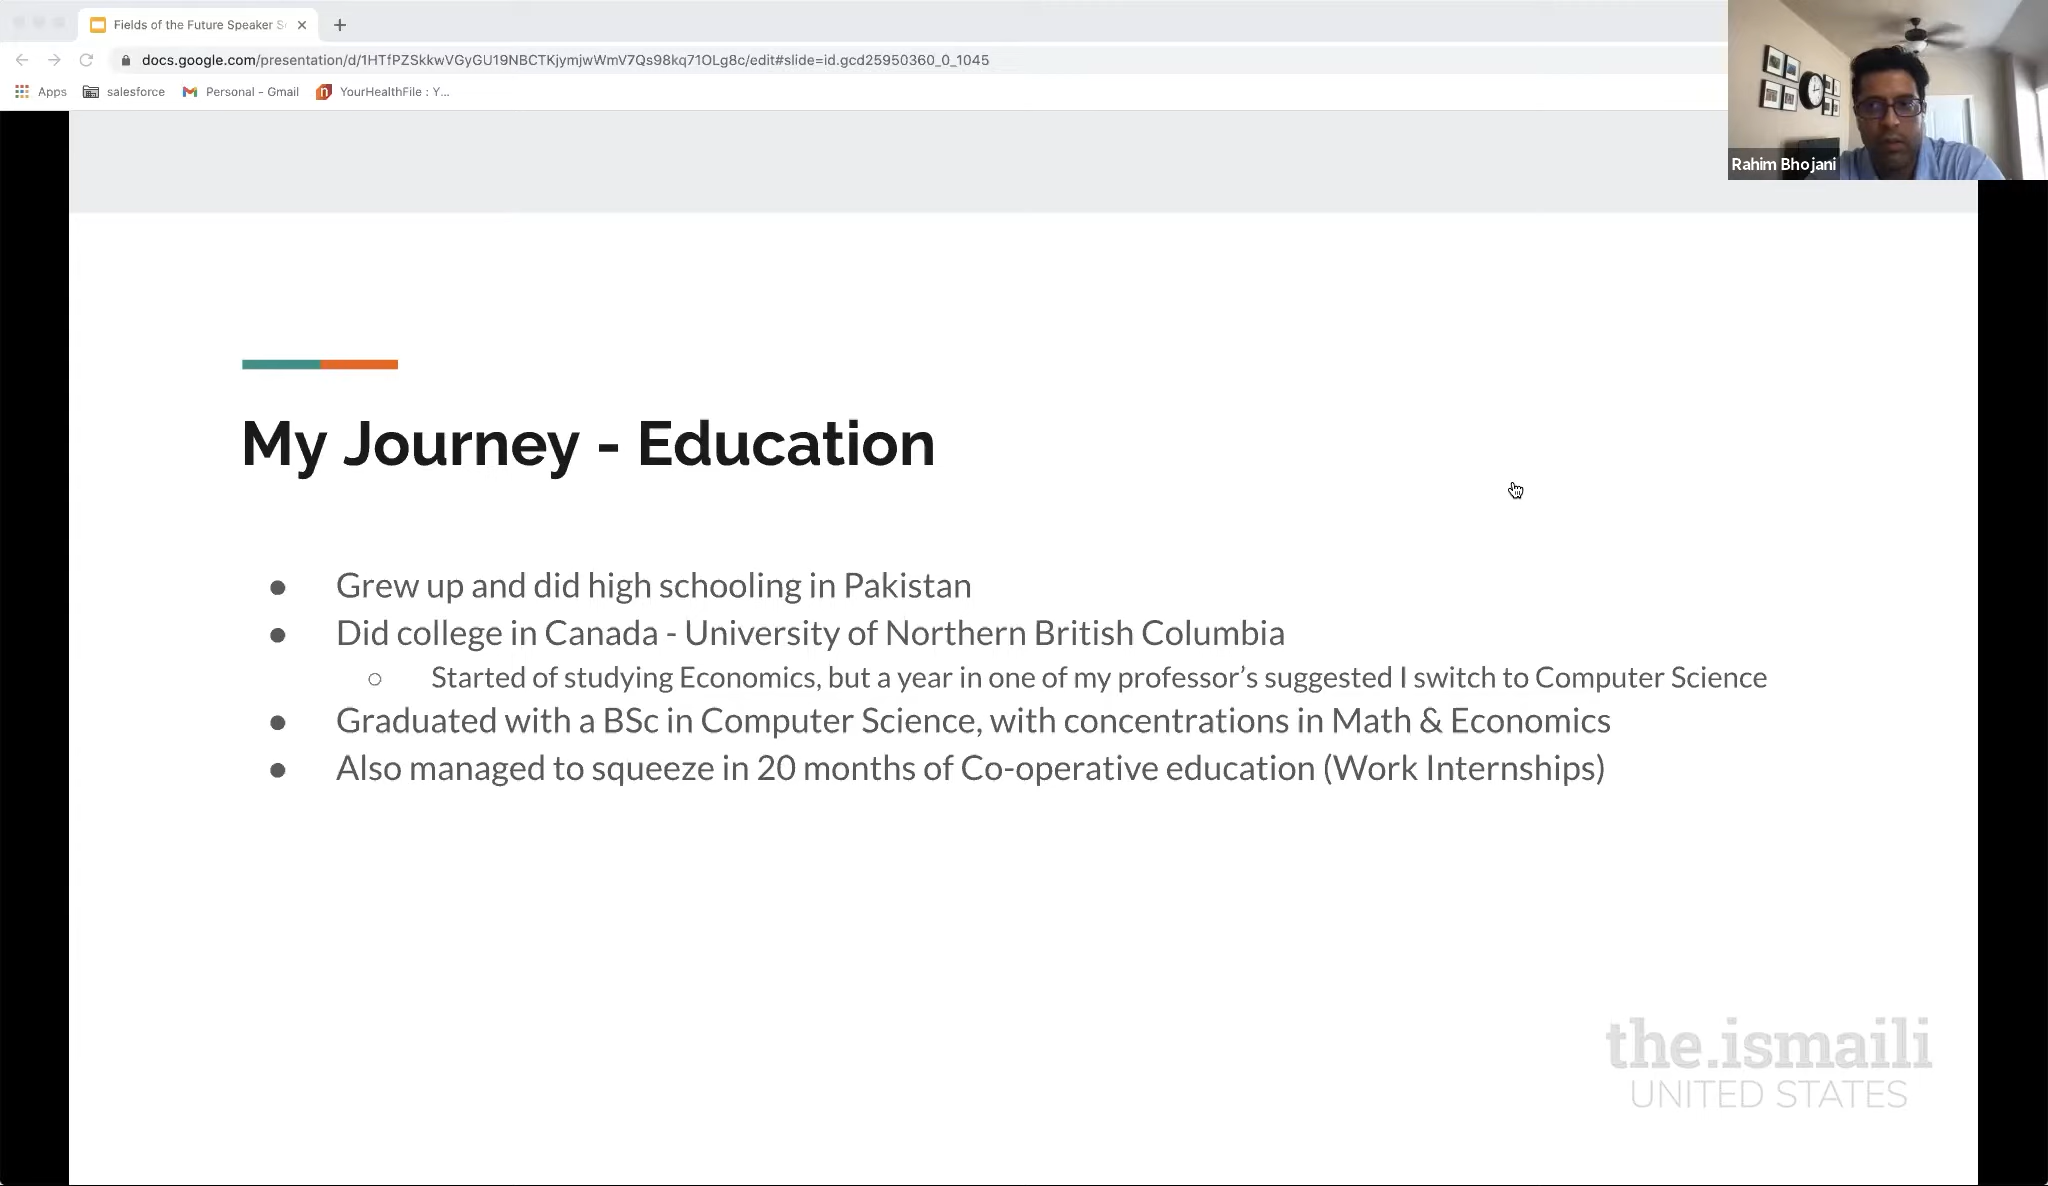 Fields of the Future Speaker S
docs.google.com/presentation/d/1HTfPZSkkwVGyGU19NBCTKjymjwWmV7Qs98kq71OLg8c/edit#slide=id.gcd25950360_0_1045
Apps salesforce Personal - Gmail YourHealthFile : Y...
Rahim Bhojani
My Journey - Education
● Grew up and did high schooling in Pakistan
● Did college in Canada - University of Northern British Columbia
○ Started of studying Economics, but a year in one of my professor’s suggested I switch to Computer Science
● Graduated with a BSc in Computer Science, with concentrations in Math & Economics
● Also managed to squeeze in 20 months of Co-operative education (Work Internships)
the.ismaili
UNITED STATES